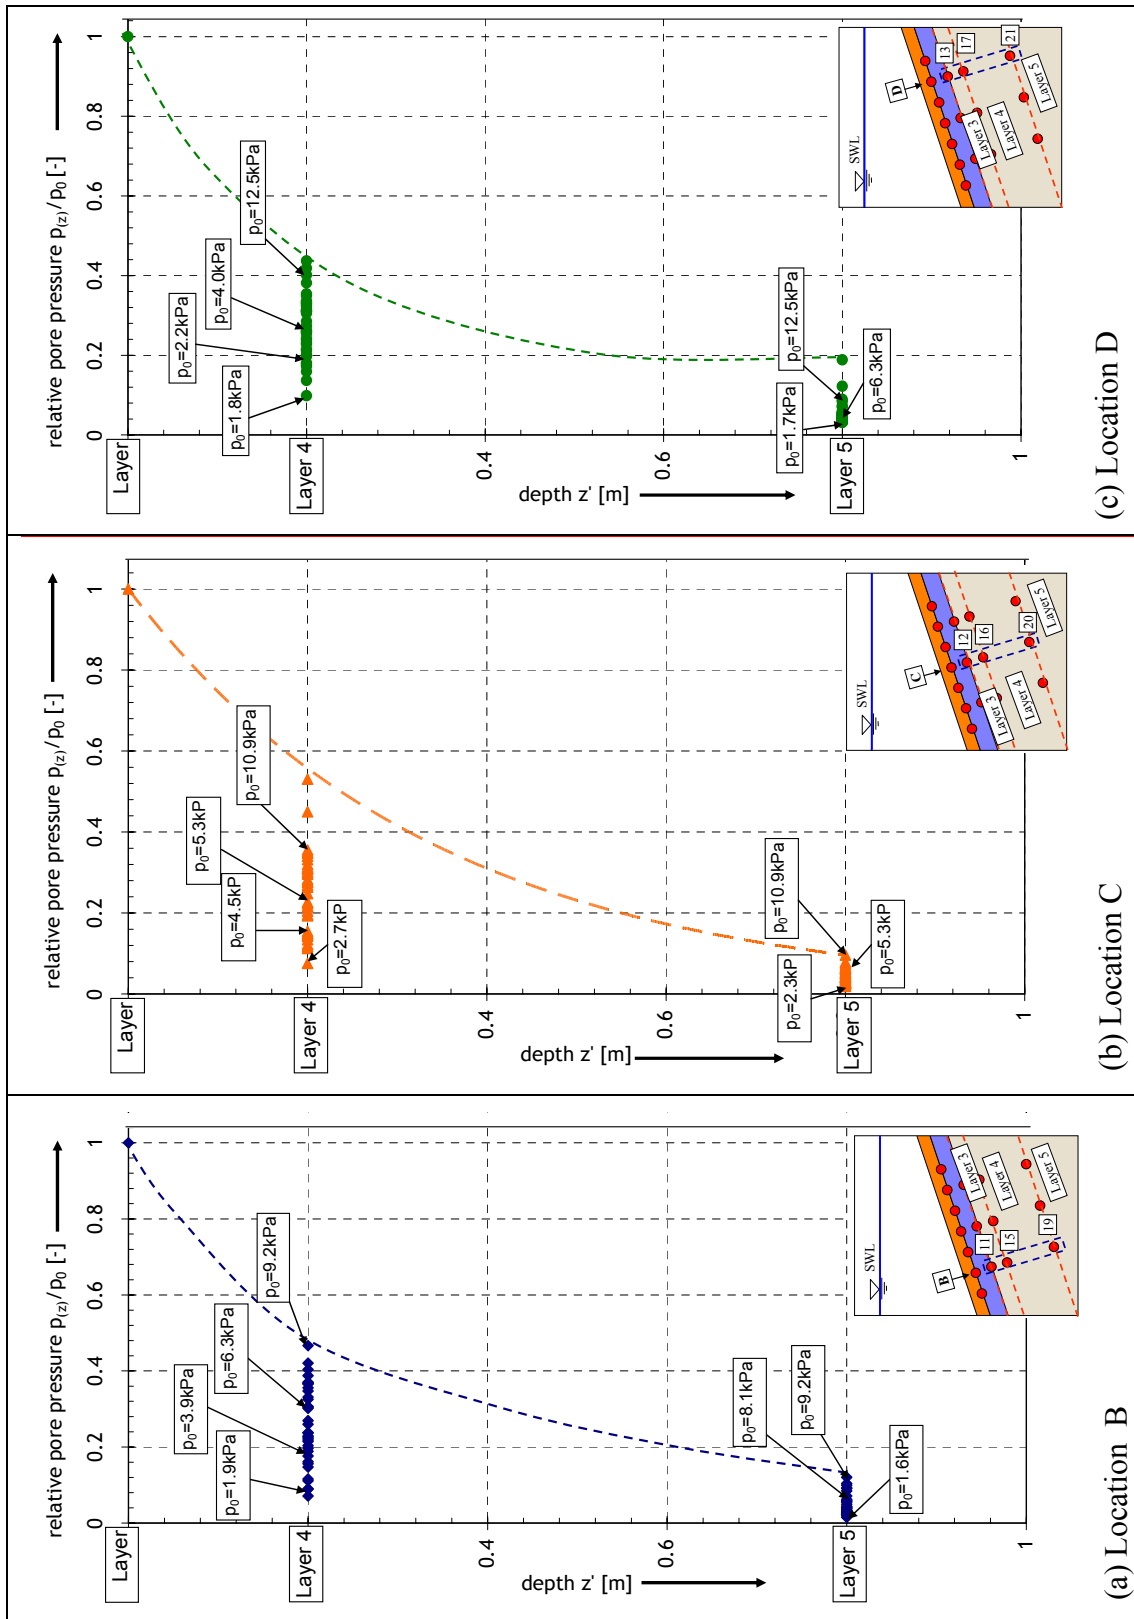 relative pore pressure p(z)/p0 [-]
0
0.2
0.4
0.6
0.8
1
Layer
Layer 4
0.4
depth z' [m]
0.6
Layer 5
1
p0=1.9kPa
p0=3.9kPa
p0=6.3kPa
p0=9.2kPa
p0=8.1kPa
p0=9.2kPa
p0=1.6kPa
SWL
B
11
15
19
Layer 3
Layer 4
Layer 5
(a) Location B
relative pore pressure p(z)/p0 [-]
0
0.2
0.4
0.6
0.8
1
Layer
Layer 4
0.4
depth z' [m]
0.6
Layer 5
1
p0=4.5kP
p0=5.3kP
p0=10.9kPa
p0=2.7kP
p0=2.3kP
p0=10.9kPa
p0=5.3kP
SWL
C
12
16
20
Layer 3
Layer 4
Layer 5
(b) Location C
relative pore pressure p(z)/p0 [-]
0
0.2
0.4
0.6
0.8
1
Layer
Layer 4
0.4
depth z' [m]
0.6
Layer 5
1
p0=1.8kPa
p0=2.2kPa
p0=4.0kPa
p0=12.5kPa
p0=1.7kPa
p0=12.5kPa
p0=6.3kPa
SWL
D
13
17
21
Layer 3
Layer 4
Layer 5
(c) Location D